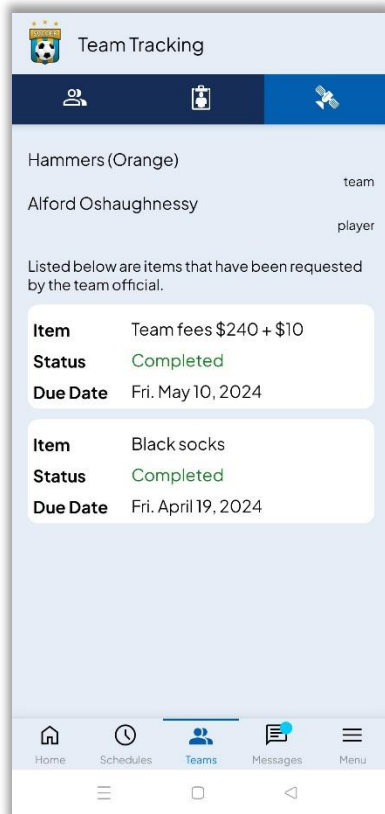 SOCCER
Team Tracking
Hammers (Orange)
team
Alford Oshaughnessy
player
Listed below are items that have been requested
by the team official.
Item Team fees $240 + $10
Status Completed
Due Date Fri. May 10, 2024
Item Black socks
Status Completed
Due Date Fri. April 19, 2024
Home Schedules Teams Messages Menu